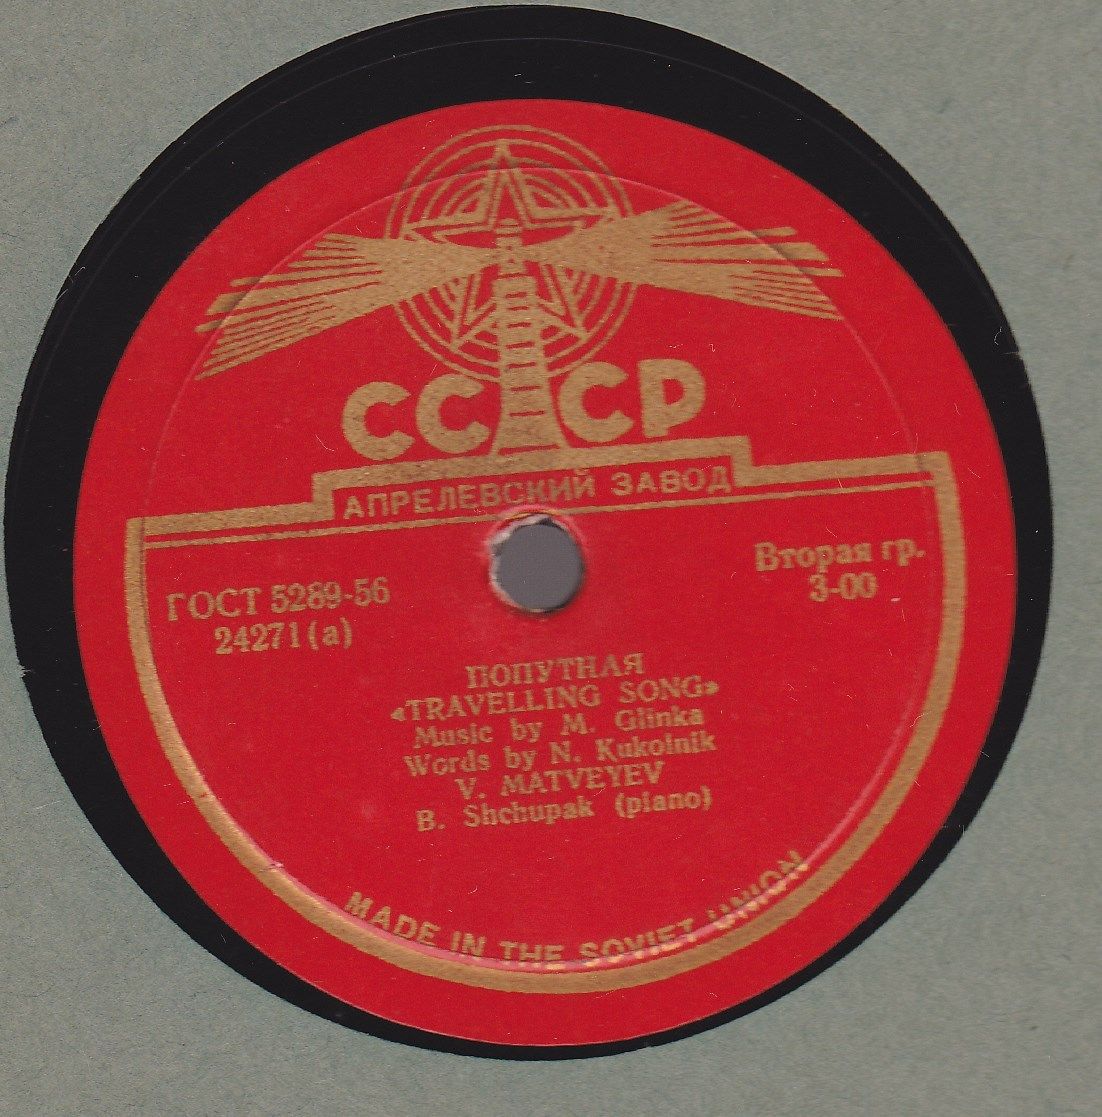 СССР
АПРЕЛЕВСКИЙ ЗАВОД
ГОСТ 5289-56
24271 (а)
Вторая гр.
3-00
ПОПУТНАЯ
«TRAVELLING SONG»
Music by M. Glinka
Words by N. Kukolnik
V. MATVEYEV
B. Shchupak (piano)
MADE IN THE SOVIET UNION